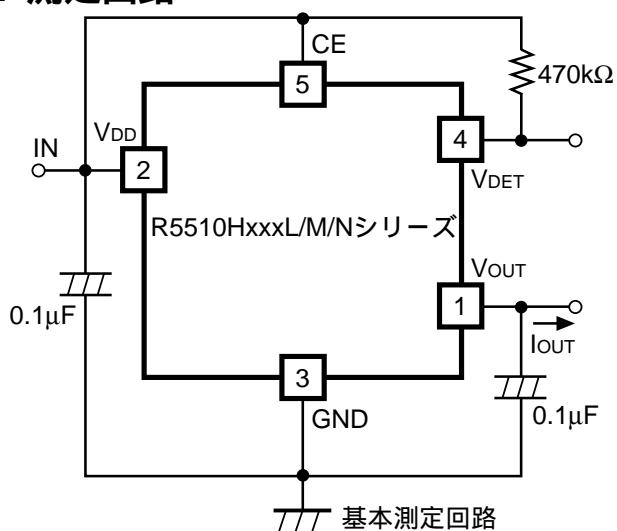 測定回路
CE
5
470kΩ
VDD
IN
2
4
VDET
R5510HxxxL/M/Nシリーズ
VOUT
1
0.1μF
IOUT
3
GND
0.1μF
基本測定回路